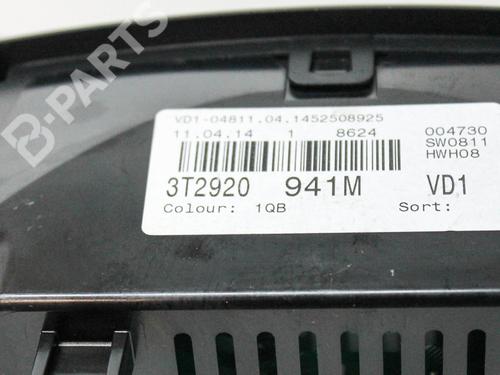 B-PARTS
VD1-04811.04.1452508925
11.04.14 1 8624 004730
SW0811
HWH08
3T2920 941M VD1
Colour: 1QB Sort: